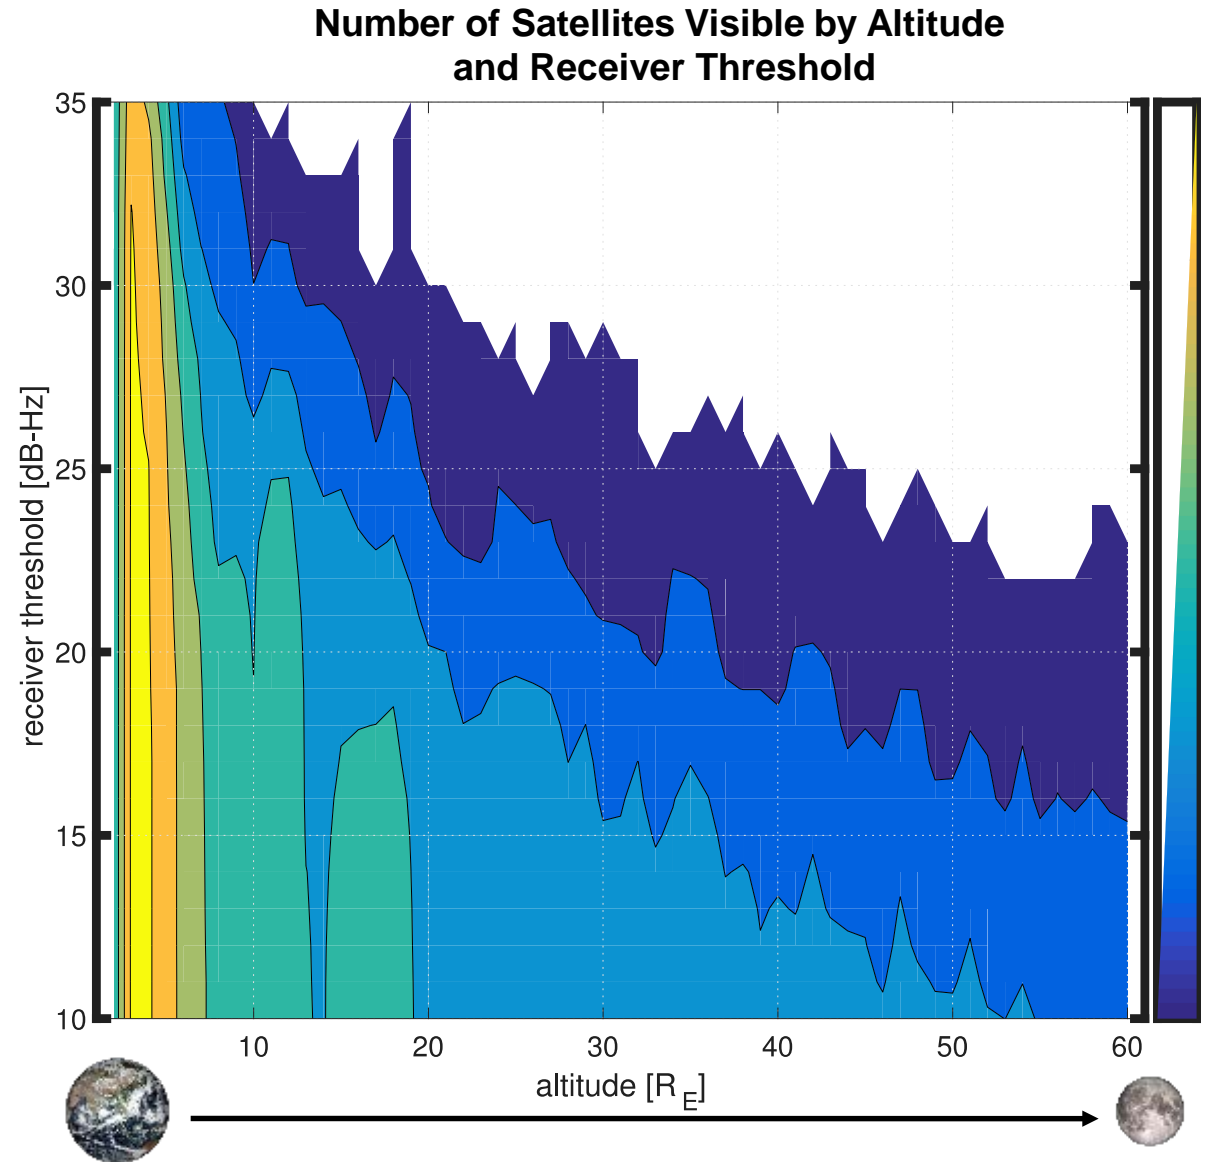 Number of Satellites Visible by Altitude
and Receiver Threshold
35
30
25
20
15
10
receiver threshold [dB-Hz]
10 20 30 40 50 60
altitude [R_E]